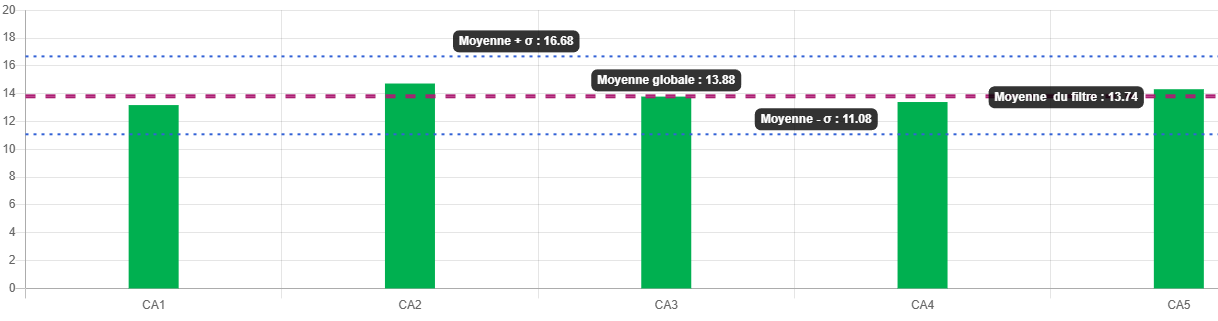 20
18
16
14
12
10
8
6
4
2
0
Moyenne + σ : 16.68
Moyenne globale : 13.88
Moyenne du filtre : 13.74
Moyenne - σ : 11.08
CA1
CA2
CA3
CA4
CA5